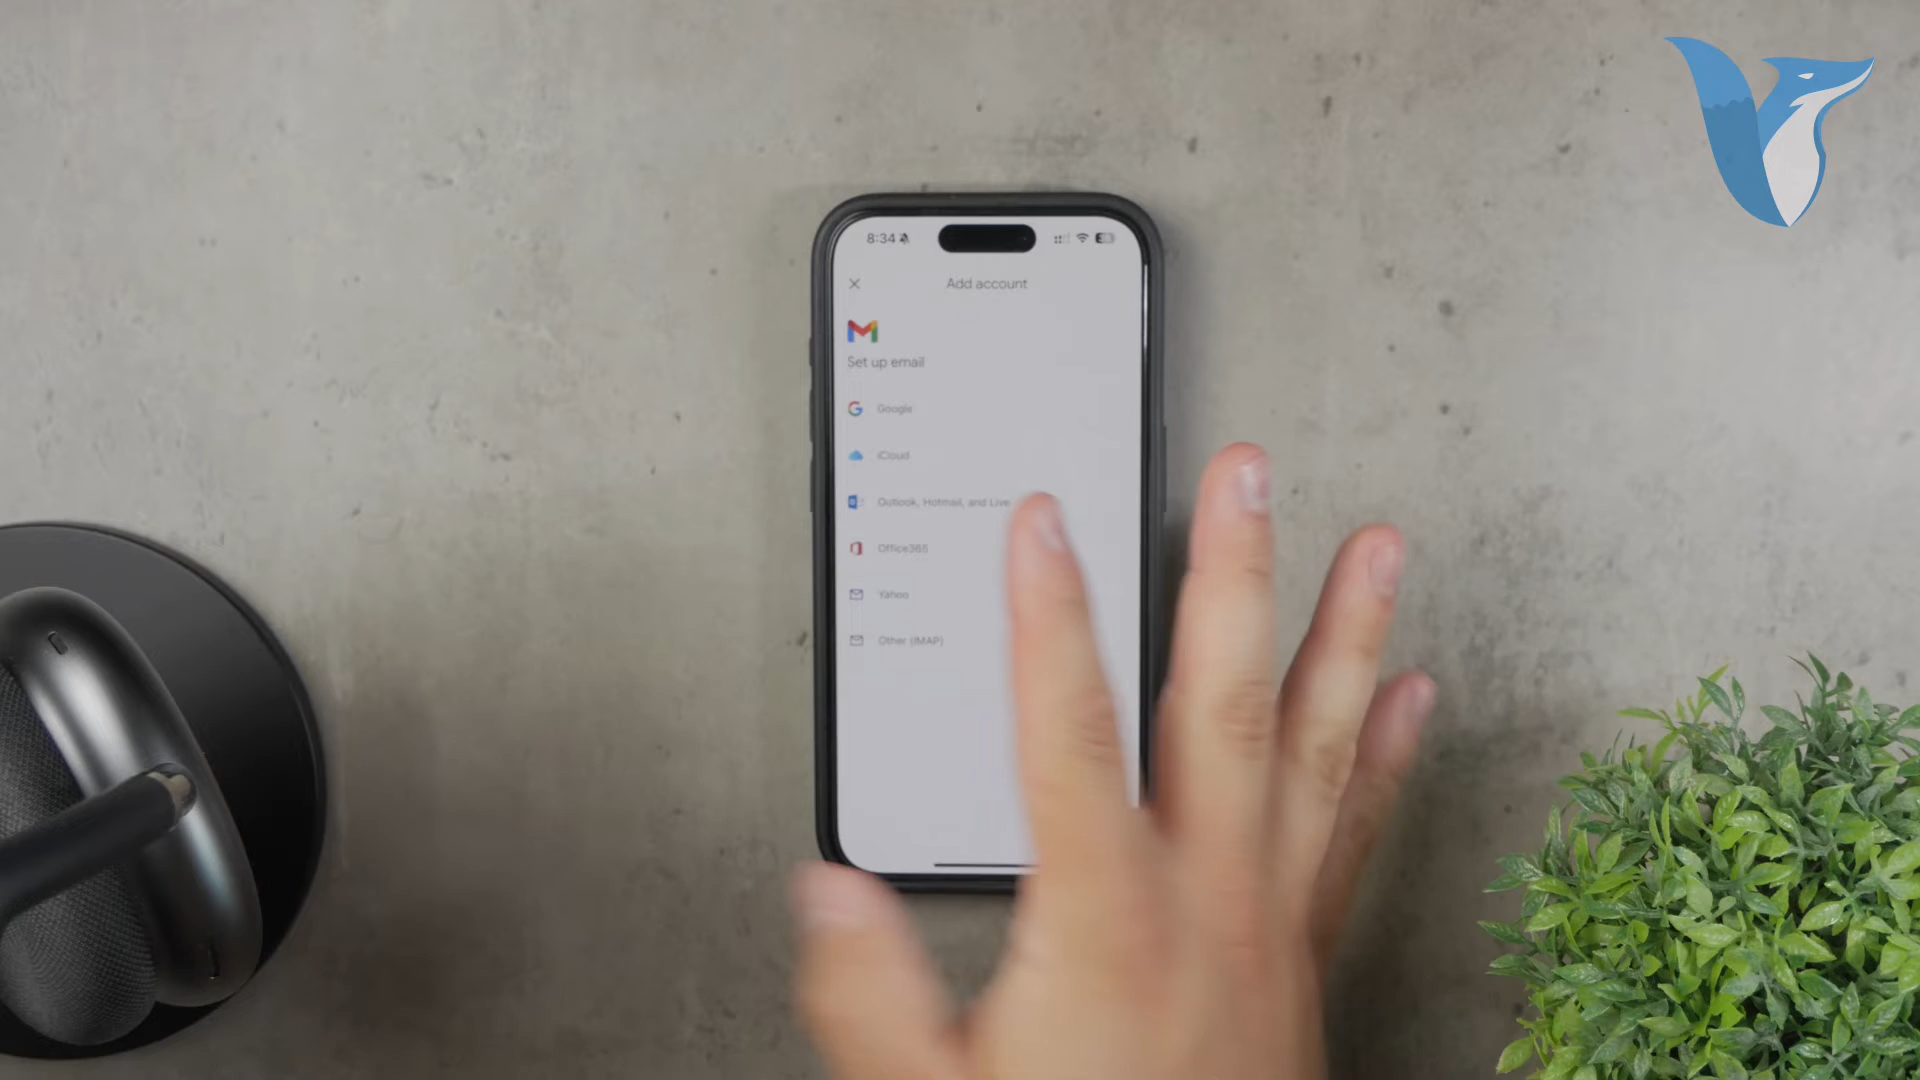 8:34
Add account
Set up email
Google
iCloud
Outlook, Hotmail, and Live
Office365
Yahoo
Other (IMAP)